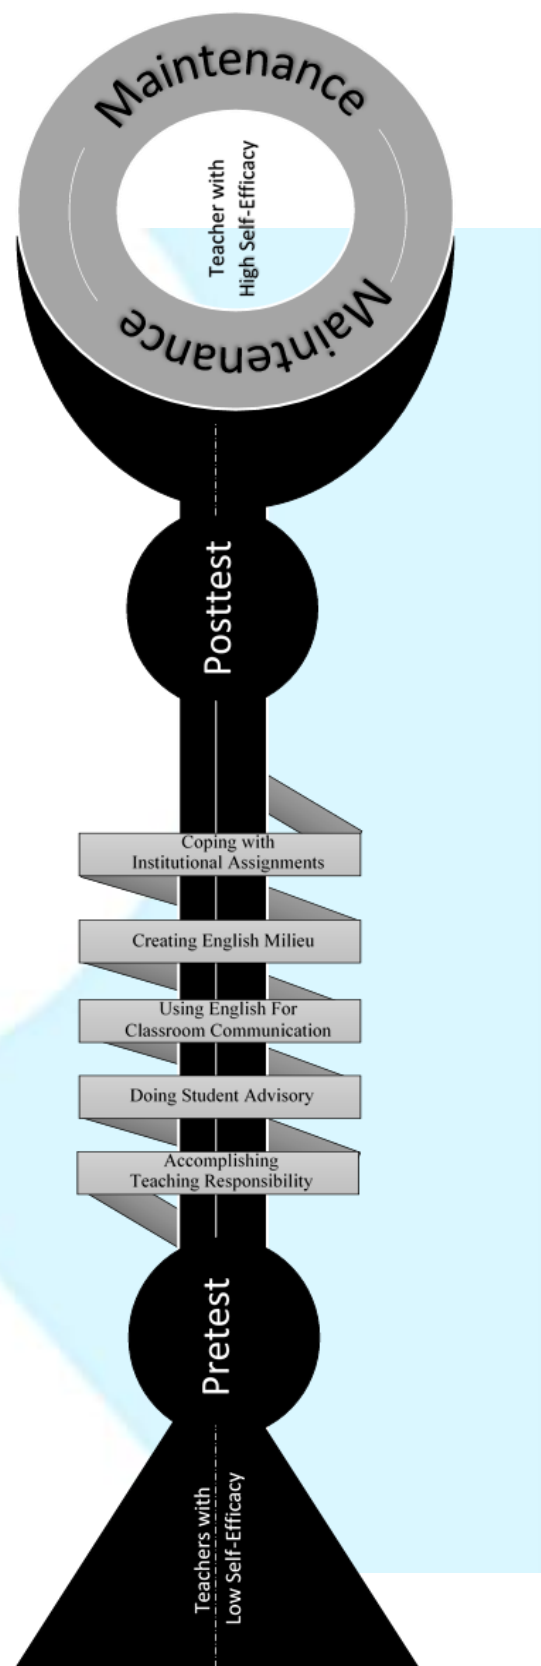 Maintenance
Teacher with
High Self-Efficacy
Maintenance
Posttest
Coping with
Institutional Assignments
Creating English Milieu
Using English For
Classroom Communication
Doing Student Advisory
Accomplishing
Teaching Responsibility
Pretest
Teachers with
Low Self-Efficacy